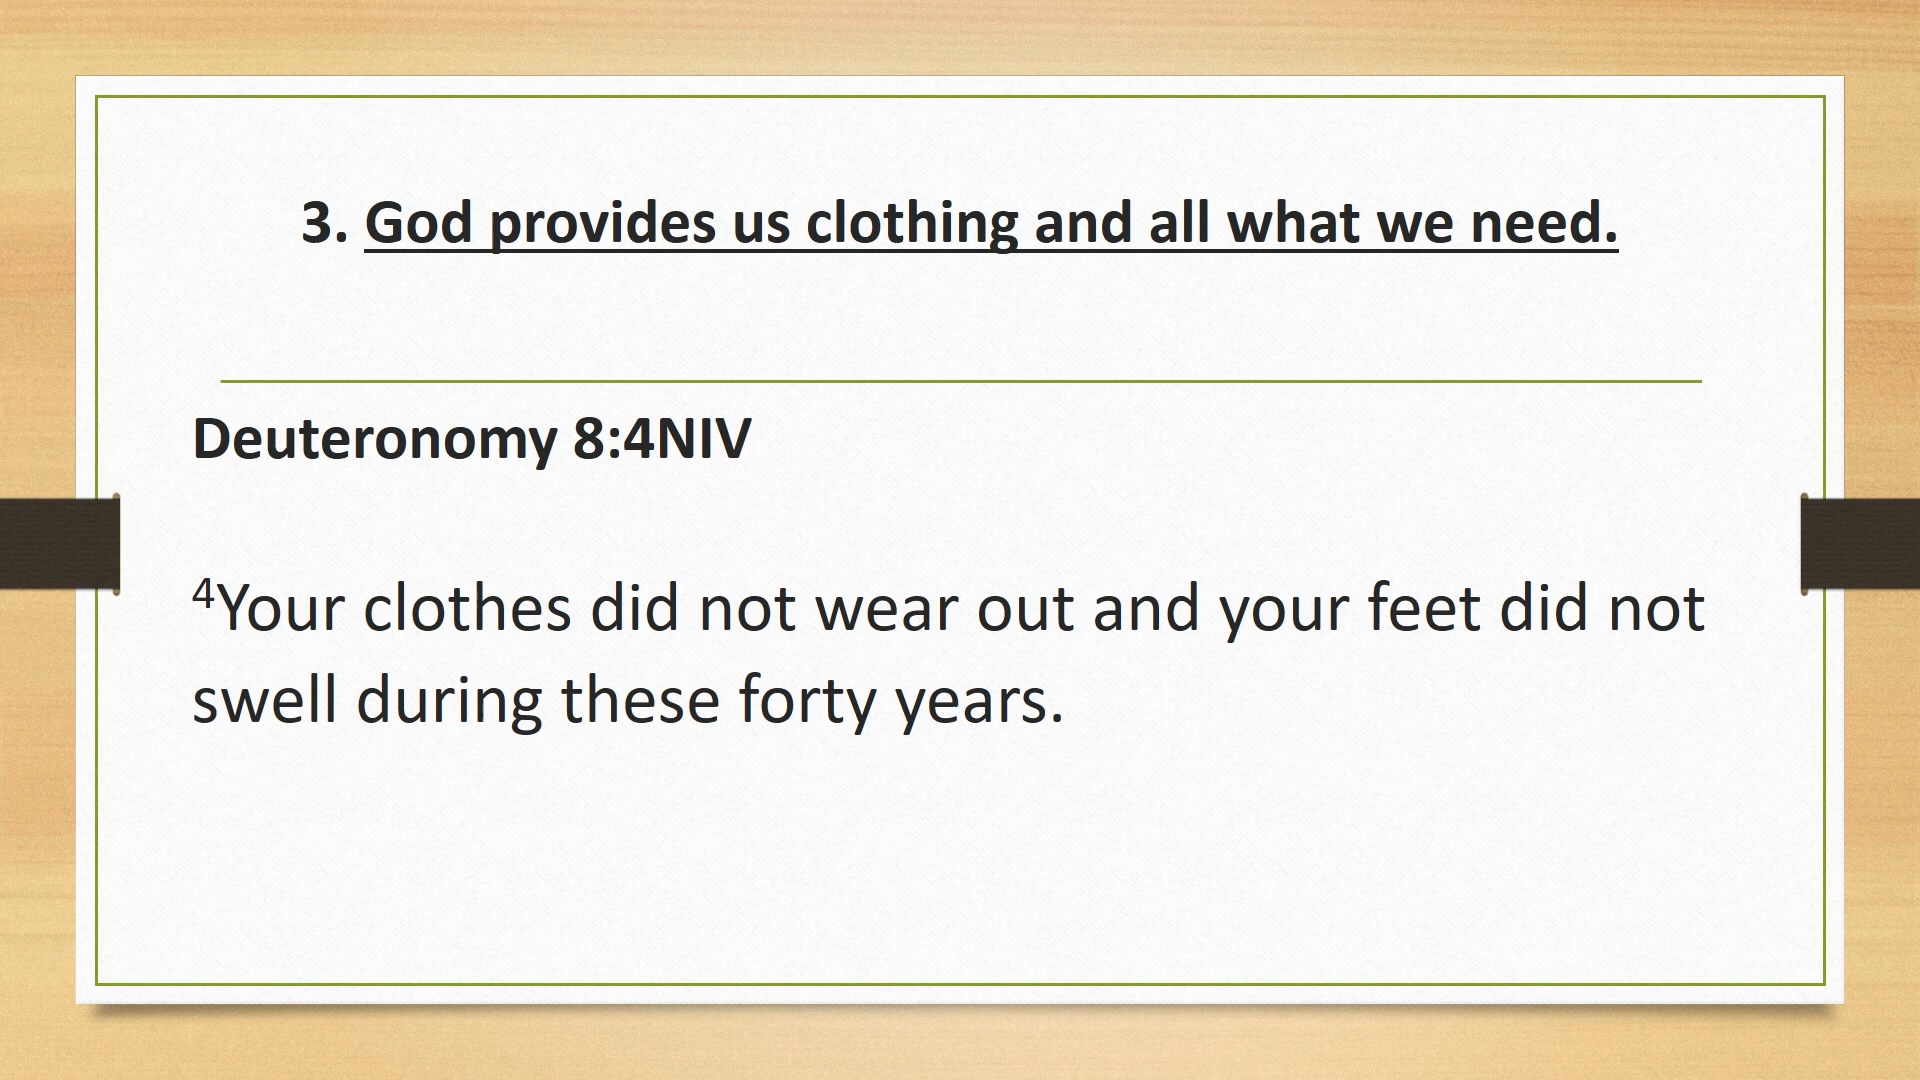 3. God provides us clothing and all what we need.
Deuteronomy 8:4NIV
⁴Your clothes did not wear out and your feet did not
swell during these forty years.